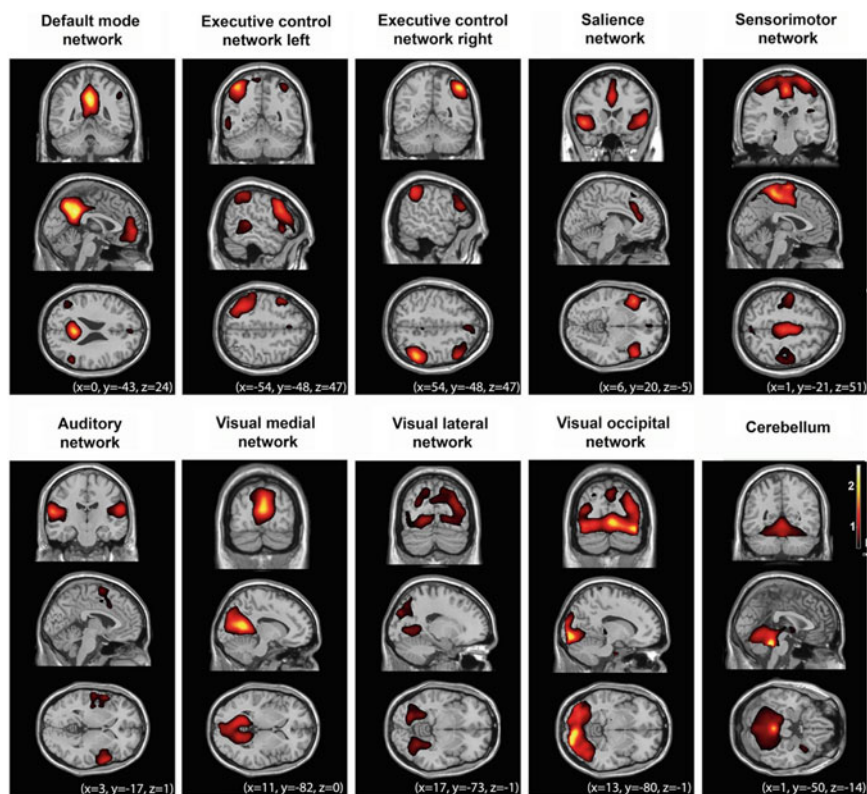 Default mode
network
Executive control
network left
Executive control
network right
Salience
network
Sensorimotor
network
(x=0, y=-43, z=24)
(x=-54, y=-48, z=47)
(x=54, y=-48, z=47)
(x=6, y=20, z=-5)
(x=1, y=-21, z=51)
Auditory
network
Visual medial
network
Visual lateral
network
Visual occipital
network
Cerebellum
2
1
(x=3, y=-17, z=1)
(x=11, y=-82, z=0)
(x=17, y=-73, z=-1)
(x=13, y=-80, z=-1)
(x=1, y=-50, z=-14)